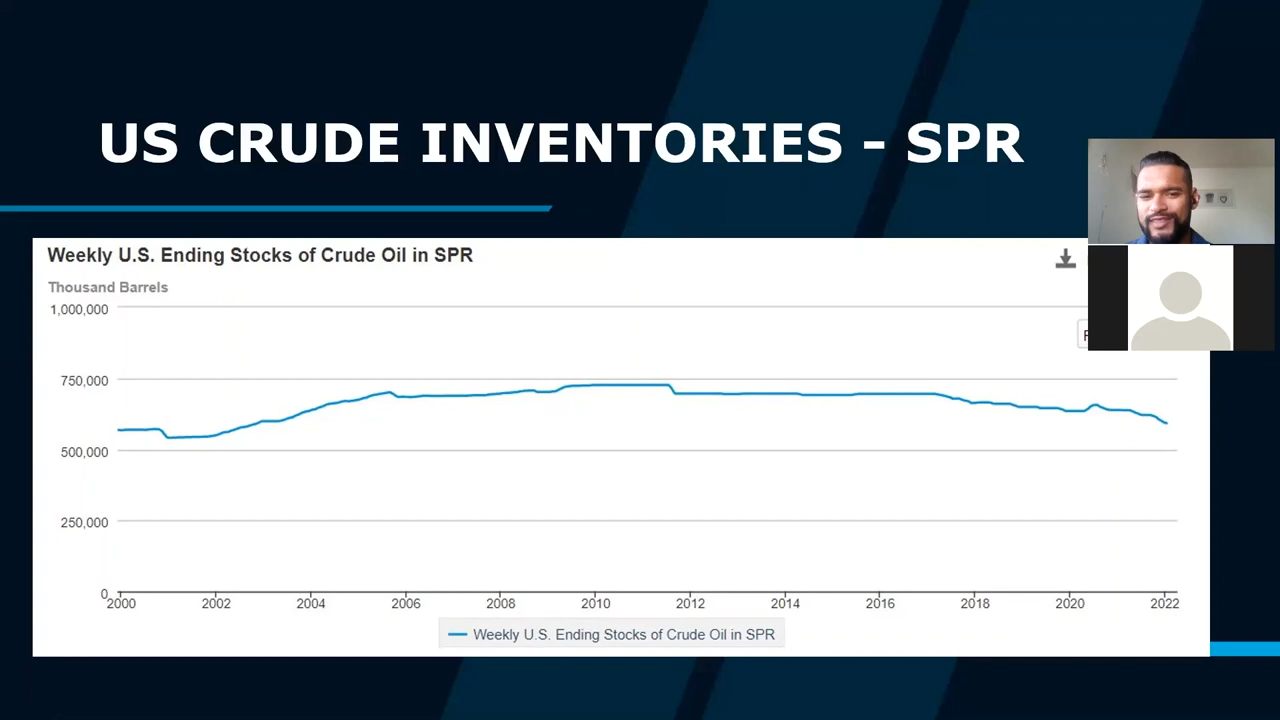 US CRUDE INVENTORIES - SPR
Weekly U.S. Ending Stocks of Crude Oil in SPR
Thousand Barrels
1,000,000
750,000
500,000
250,000
0
2000 2002 2004 2006 2008 2010 2012 2014 2016 2018 2020 2022
Weekly U.S. Ending Stocks of Crude Oil in SPR